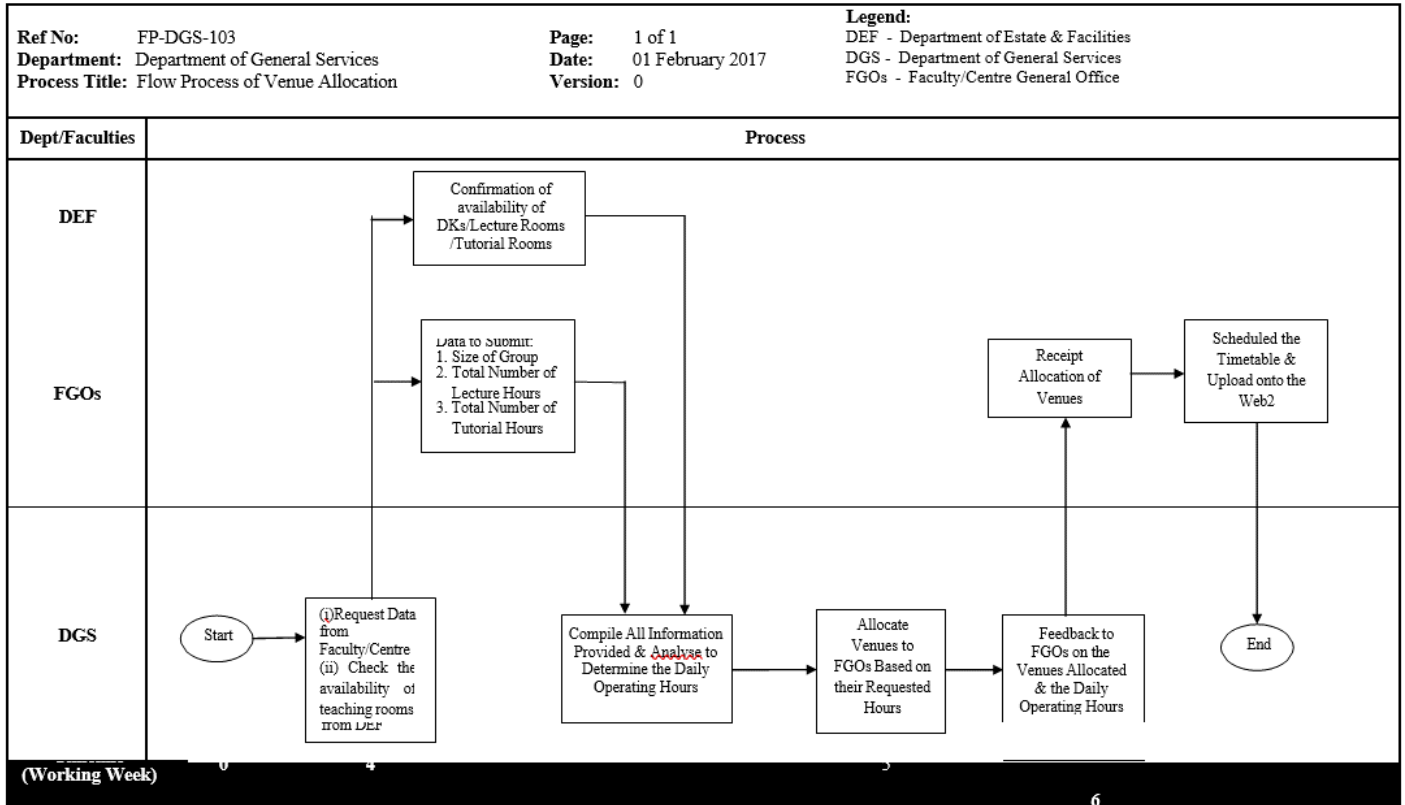 Ref No: FP-DGS-103
Department: Department of General Services
Process Title: Flow Process of Venue Allocation
Page: 1 of 1
Date: 01 February 2017
Version: 0
Legend:
DEF - Department of Estate & Facilities
DGS - Department of General Services
FGOs - Faculty/Centre General Office
Dept/Faculties
Process
DEF
Confirmation of
availability of
DKs/Lecture Rooms
/Tutorial Rooms
FGOs
Data to Submit:
1. Size of Group
2. Total Number of
Lecture Hours
3. Total Number of
Tutorial Hours
Receipt
Allocation of
Venues
Scheduled the
Timetable &
Upload onto the
Web2
DGS
Start
(i)Request Data
from
Faculty/Centre
(ii) Check the
availability of
teaching rooms
from DEF
Compile All Information
Provided & Analyse to
Determine the Daily
Operating Hours
Allocate
Venues to
FGOs Based on
their Requested
Hours
Feedback to
FGOs on the
Venues Allocated
& the Daily
Operating Hours
End
(Working Week)
4
6